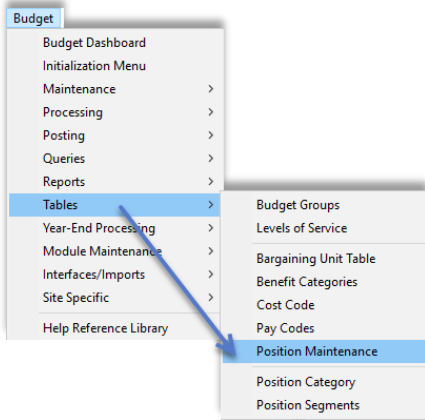 Budget
Budget Dashboard
Initialization Menu
Maintenance
Processing
Posting
Queries
Reports
Tables
Year-End Processing
Module Maintenance
Interfaces/Imports
Site Specific
Help Reference Library
Budget Groups
Levels of Service
Bargaining Unit Table
Benefit Categories
Cost Code
Pay Codes
Position Maintenance
Position Category
Position Segments